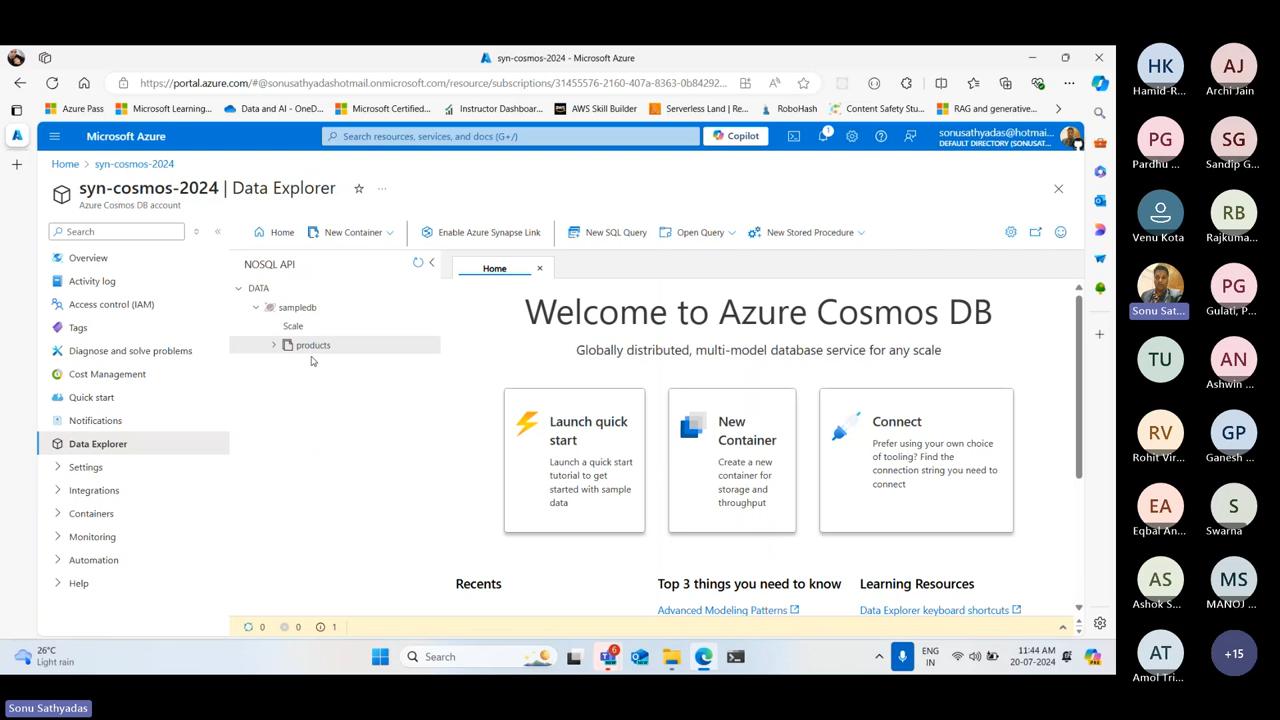 syn-cosmos-2024 - Microsoft Azure
https://portal.azure.com/#@sonusathyadashotmail.onmicrosoft.com/resource/subscriptions/31455576-2160-407a-8363-0b84292...
Azure Pass
Microsoft Learning...
Data and AI - OneD...
Microsoft Certified...
Instructor Dashboar...
AWS Skill Builder
Serverless Land | Re...
RoboHash
Content Safety Stu...
RAG and generative...
Microsoft Azure
Search resources, services, and docs (G+/)
Copilot
1
sonusathyadas@hotmai...
DEFAULT DIRECTORY (SONUSAT...
Home > syn-cosmos-2024
syn-cosmos-2024 | Data Explorer
Azure Cosmos DB account
Search
Overview
Activity log
Access control (IAM)
Tags
Diagnose and solve problems
Cost Management
Quick start
Notifications
Data Explorer
Settings
Integrations
Containers
Monitoring
Automation
Help
Home
New Container
Enable Azure Synapse Link
New SQL Query
Open Query
New Stored Procedure
NOSQL API
DATA
sampledb
Scale
products
Home
Welcome to Azure Cosmos DB
Globally distributed, multi-model database service for any scale
Launch quick
start
Launch a quick start
tutorial to get
started with sample
data
New
Container
Create a new
container for
storage and
throughput
Connect
Prefer using your own choice
of tooling? Find the
connection string you need to
connect
Recents
Top 3 things you need to know
Advanced Modeling Patterns
Learning Resources
Data Explorer keyboard shortcuts
0
0
1
26°C
Light rain
Search
6
ENG
IN
11:44 AM
20-07-2024
HK
Hamid-R...
AJ
Archi Jain
PG
Pardhu ...
SG
Sandip G...
Venu Kota
RB
Rajkuma...
Sonu Sat...
PG
Gulati, P...
TU
AN
Ashwin ...
RV
Rohit Vir...
GP
Ganesh ...
EA
Eqbal An...
S
Swarna
AS
Ashok S...
MS
MANOJ ...
AT
Amol Tri...
+15
Sonu Sathyadas